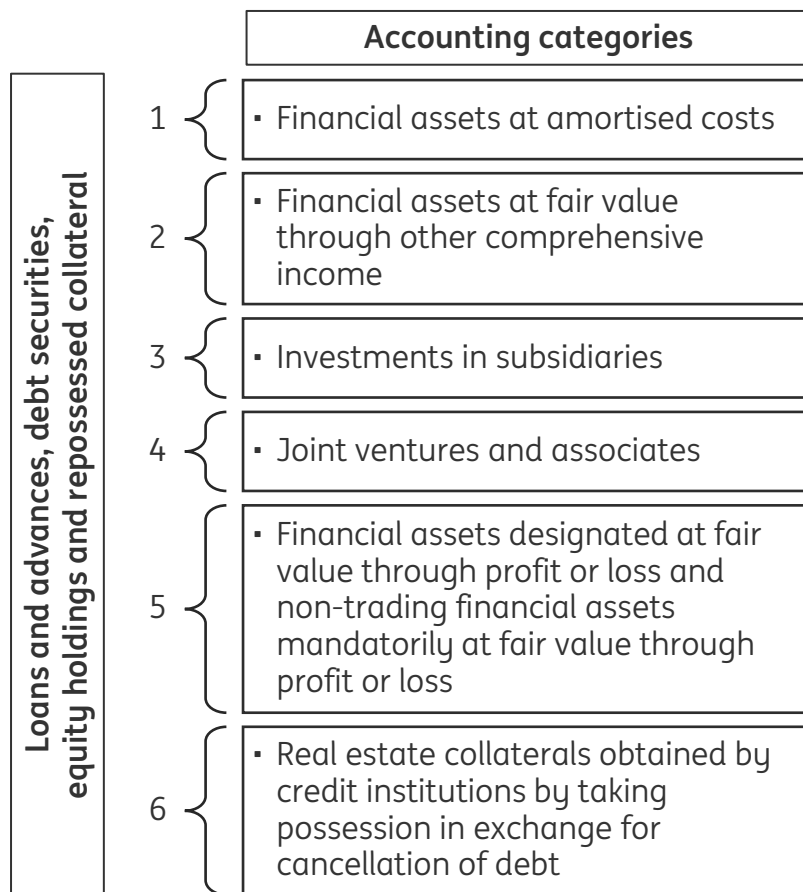 Accounting categories
Loans and advances, debt securities,
equity holdings and repossessed collateral
1
▪ Financial assets at amortised costs
2
▪ Financial assets at fair value
through other comprehensive
income
3
▪ Investments in subsidiaries
4
▪ Joint ventures and associates
5
▪ Financial assets designated at fair
value through profit or loss and
non-trading financial assets
mandatorily at fair value through
profit or loss
6
▪ Real estate collaterals obtained by
credit institutions by taking
possession in exchange for
cancellation of debt